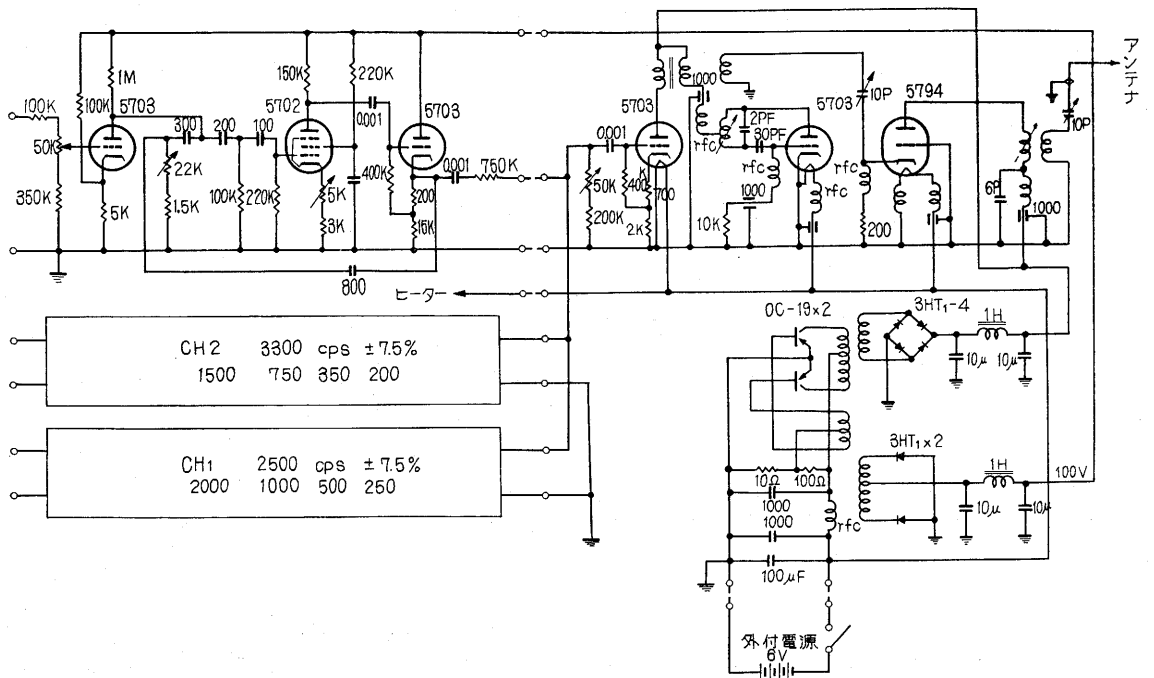 100K
50K
350K
100K
1M
5703
5K
3001
200
100
22K
1.5K
100K
220K
150K
5702
220K
5K
3K
0.001
400K
5703
200
15K
0.001
750K
800
ヒーター
CH2 3300 cps ±7.5%
1500 750 350 200
CH1 2500 cps ±7.5%
2000 1000 500 250
5703
0.001
50K
200K
700
2K
1000
2PF
80PF
rfc
rfc
1000
10K
5703
rfc
10P
rfc
200
5794
6P
1000
10P
アンテナ
OC-19×2
3HT₁-4
1H
10μ
10μ
10Ω
100Ω
1000
1000
rfc
100μF
3HT₁×2
1H
100V
10μ
10μ
外付電源
6V